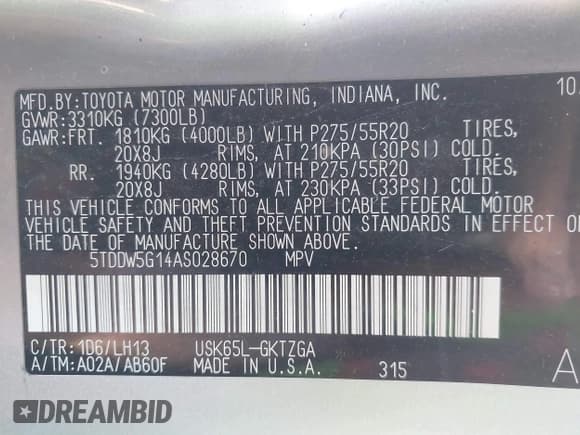 MFD.BY:TOYOTA MOTOR MANUFACTURING, INDIANA, INC. 10.
GVWR:3310KG (7300LB)
GAWR:FRT. 1810KG (4000LB) WITH P275/55R20 TIRES,
20X8J RIMS, AT 210KPA (30PSI) COLD.
RR. 1940KG (4280LB) WITH P275/55R20 TIRES,
20X8J RIMS, AT 230KPA (33PSI) COLD.
THIS VEHICLE CONFORMS TO ALL APPLICABLE FEDERAL MOTOR
VEHICLE SAFETY AND THEFT PREVENTION STANDARDS IN EFFECT O
THE DATE OF MANUFACTURE SHOWN ABOVE.
5TDDW5G14AS028670 MPV
C/TR:1D6/LH13 USK65L-GKTZGA
A/TM:A02A/AB60F MADE IN U.S.A. 315 A
DREAMBID